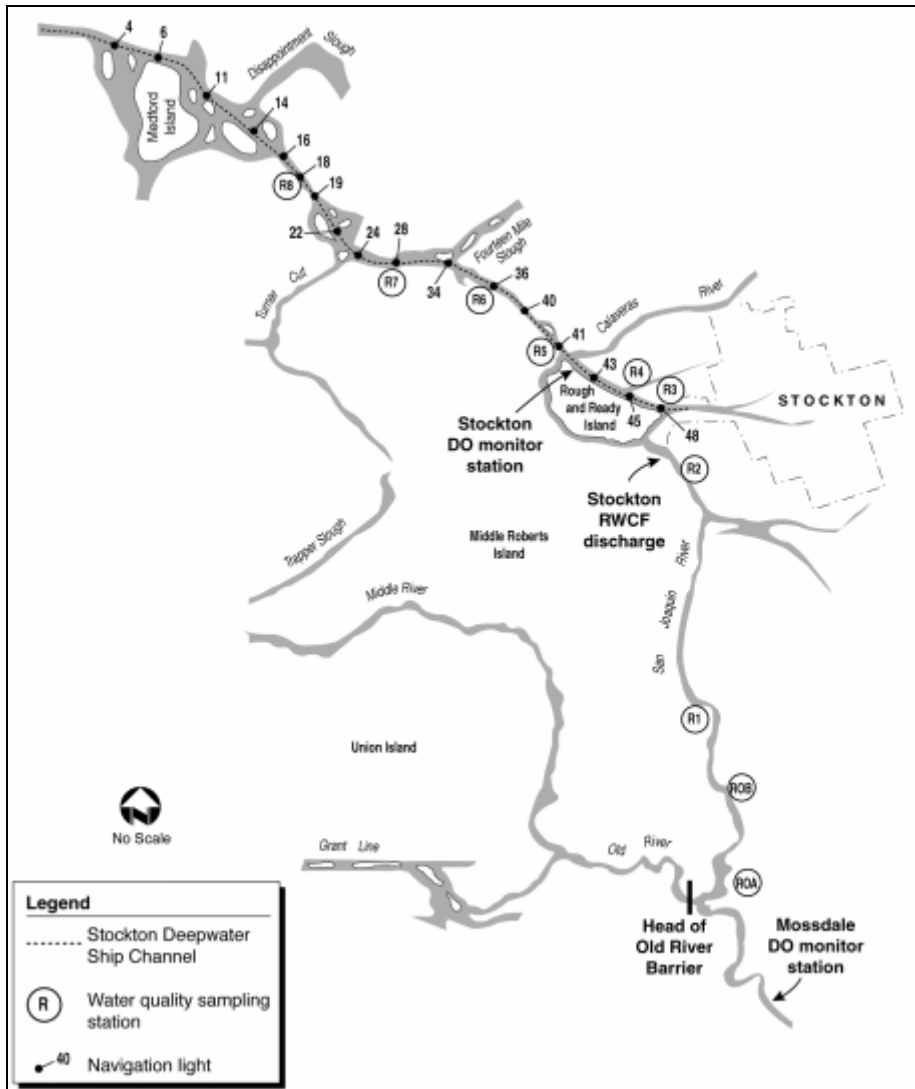 4
6
11
Disappointment
Slough
14
Medford
Island
16
18
R8
19
22
24
28
Fourteen Mile
Slough
R7
34
R6
36
Turner Cut
40
Calaveras
River
41
R5
43
R4
R3
Rough
and Ready
Island
45
48
STOCKTON
Stockton
DO monitor
station
R2
Stockton
RWCF
discharge
Middle Roberts
Island
Trapper Slough
Middle River
San Joaquin River
R1
Union Island
ROB
No Scale
Grant Line
Old River
ROA
Head of
Old River
Barrier
Mossdale
DO monitor
station
Legend
Stockton Deepwater
Ship Channel
R
Water quality sampling
station
40
Navigation light